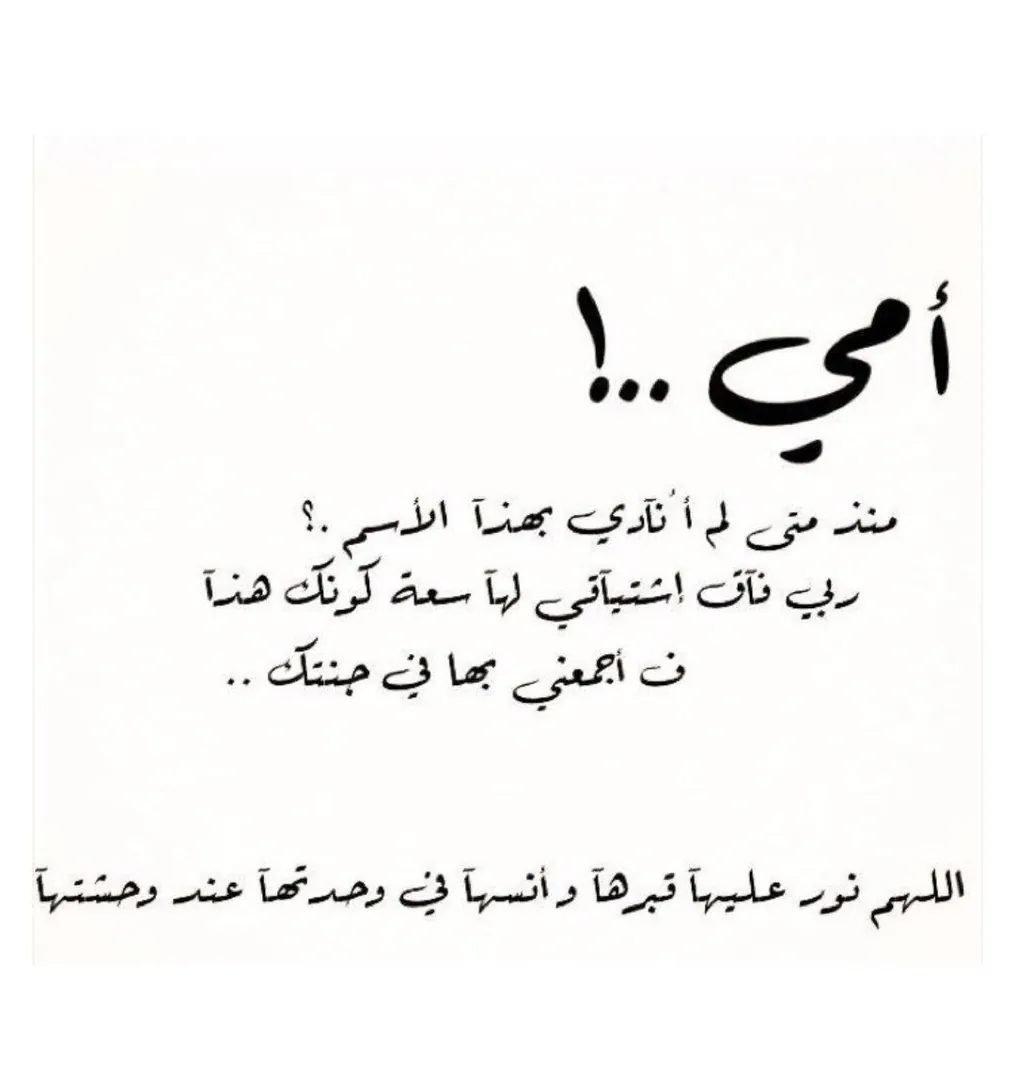 أمي ...!
منذ متى لم أُنآدي بهذآ الأسم .؟
ربي فآق إشتيآقي لهآ سعة كونك هذآ
ف أجمعني بها في جنتك ..
اللهم نور عليهآ قبرهآ و أنسهآ في وحدتهآ عند وحشتهآ